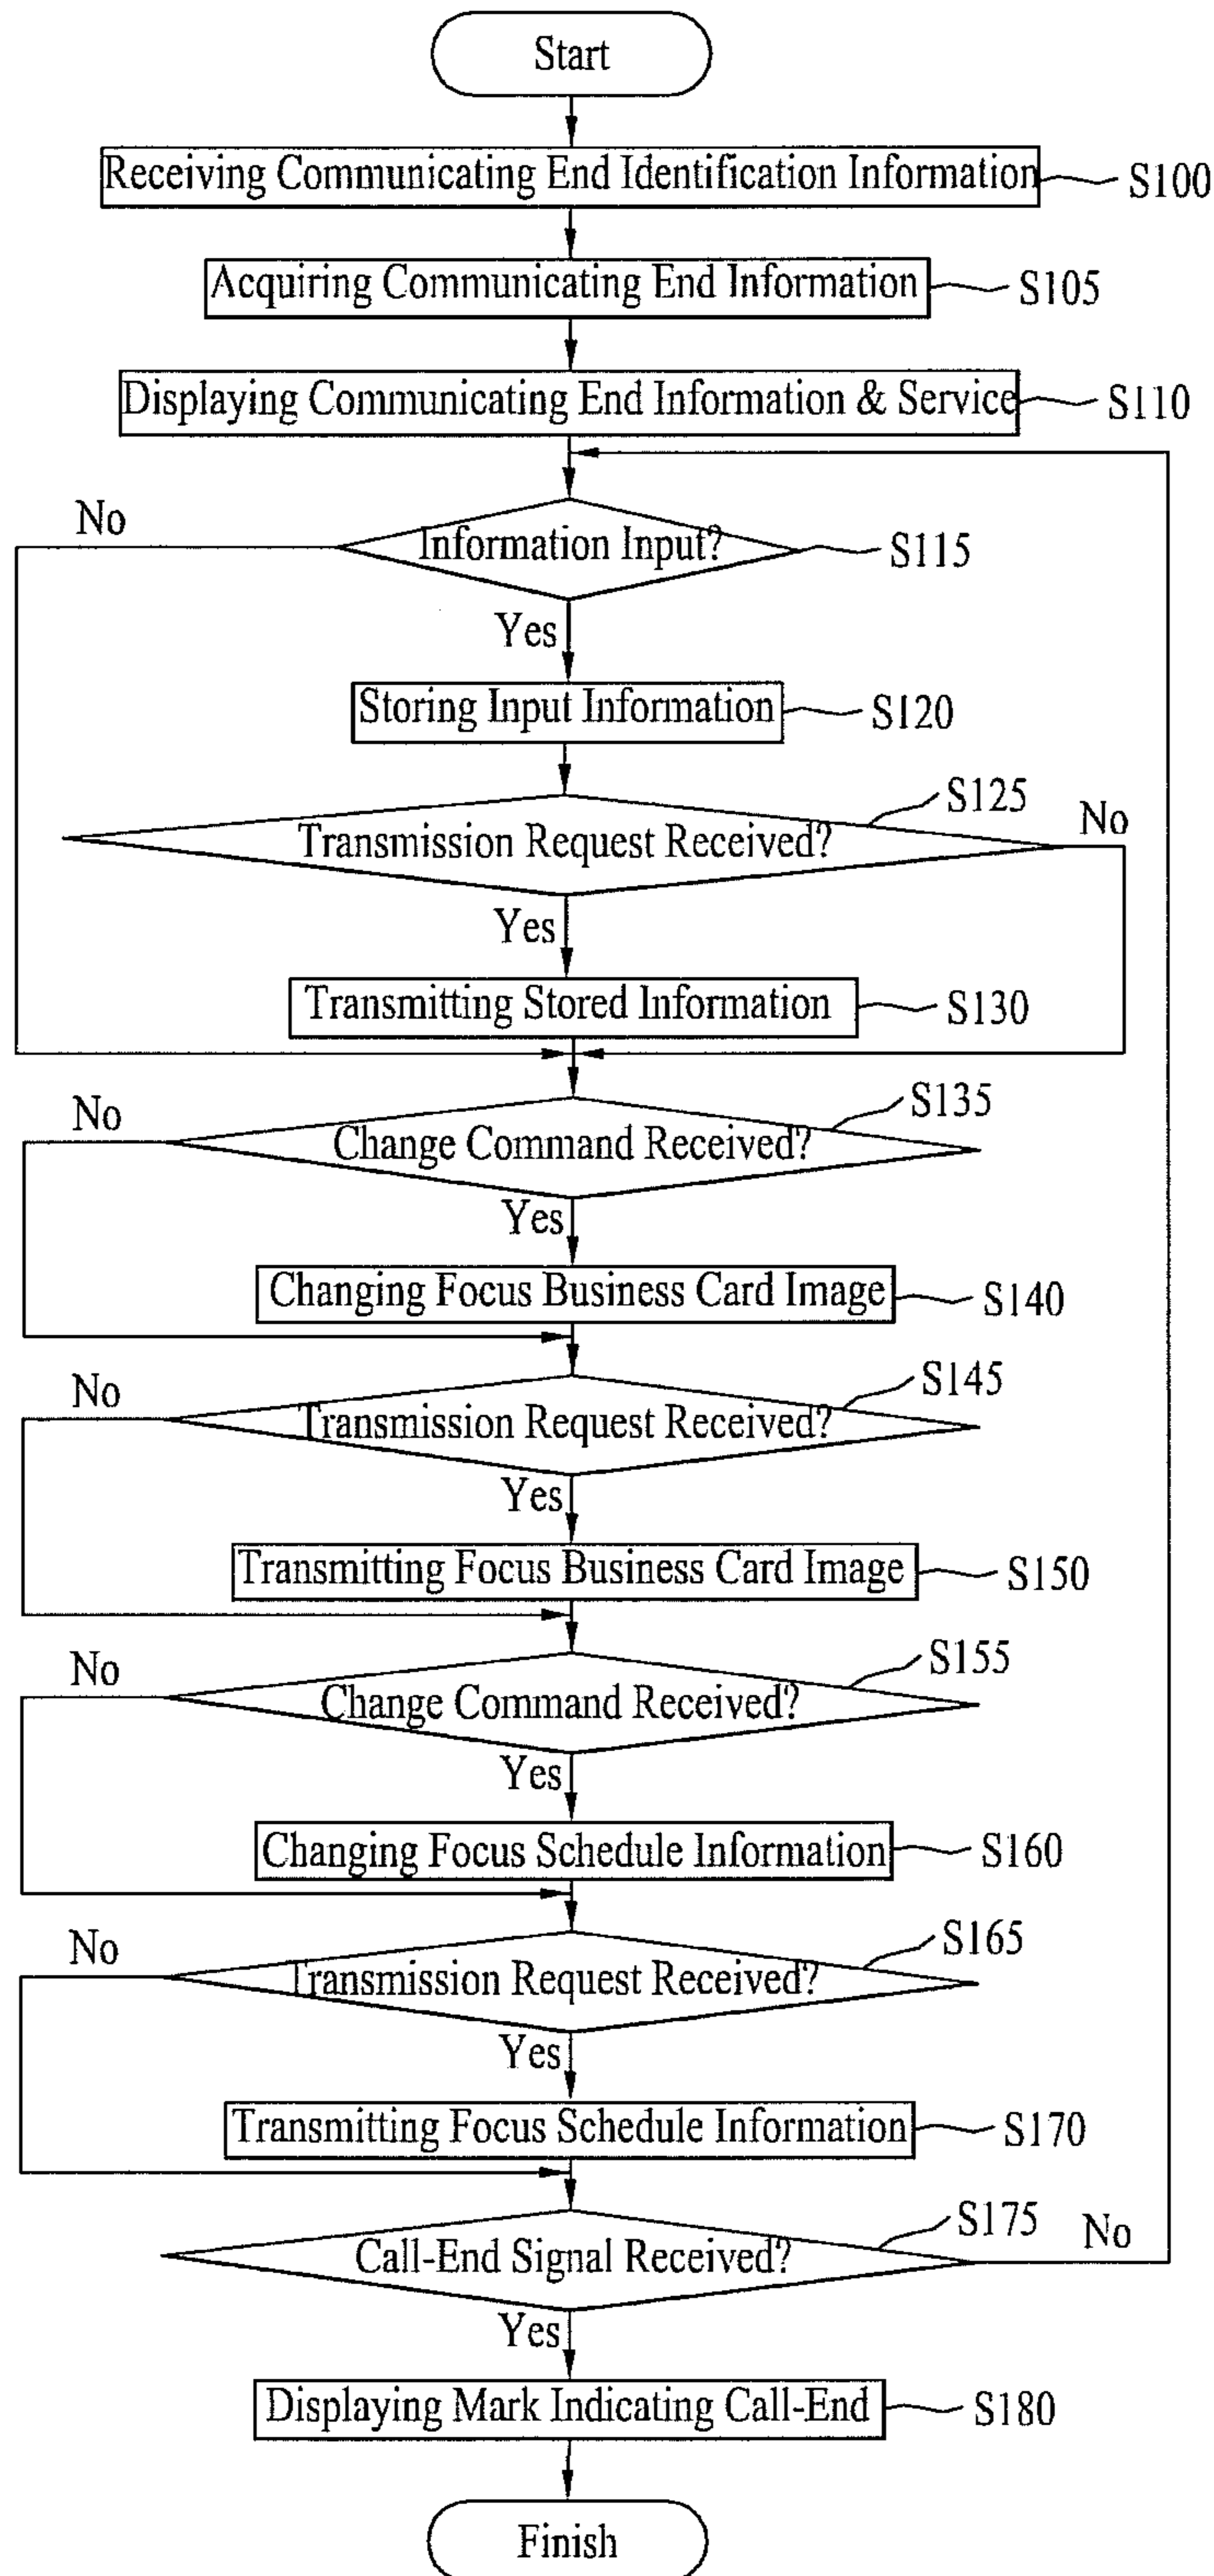 Start
Receiving Communicating End Identification Information
S100
Acquiring Communicating End Information
S105
Displaying Communicating End Information & Service
S110
No
Information Input?
S115
Yes
Storing Input Information
S120
S125
Transmission Request Received?
No
Yes
Transmitting Stored Information
S130
S135
No
Change Command Received?
Yes
Changing Focus Business Card Image
S140
S145
No
Transmission Request Received?
Yes
Transmitting Focus Business Card Image
S150
S155
No
Change Command Received?
Yes
Changing Focus Schedule Information
S160
S165
No
Transmission Request Received?
Yes
Transmitting Focus Schedule Information
S170
S175
Call-End Signal Received?
No
Yes
Displaying Mark Indicating Call-End
S180
Finish